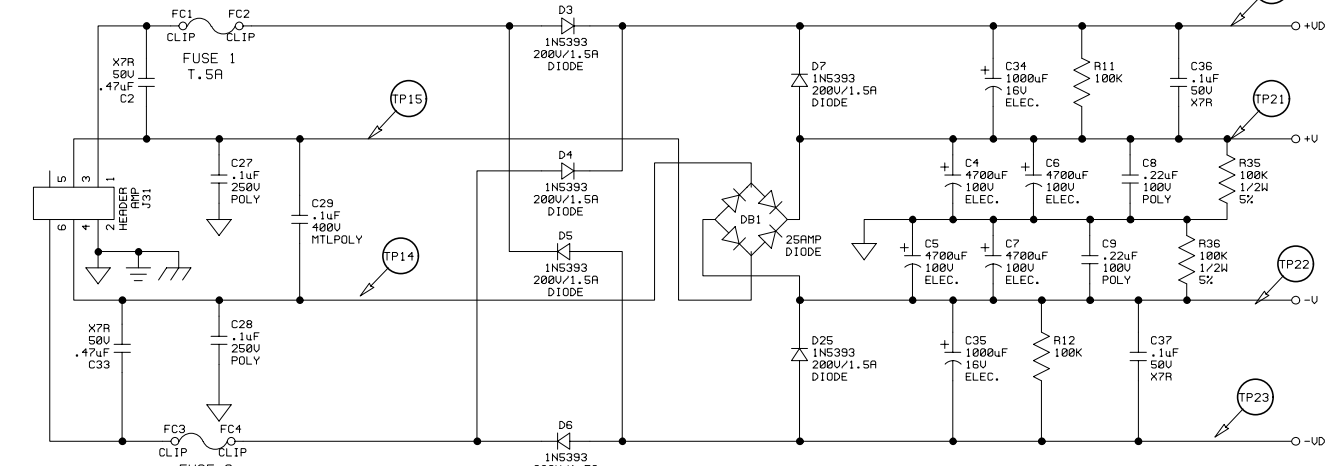 FC1 FC2
CLIP CLIP
FUSE 1
T.5A
X7R
50V
.47uF
C2
D3
1N5393
200V/1.5A
DIODE
D7
1N5393
200V/1.5A
DIODE
C34
1000uF
16V
ELEC.
R11
100K
C36
.1uF
50V
X7R
+VD
TP15
TP21
+V
5 3 1
6 4 2
HEADER
AMP
J31
C27
.1uF
250V
POLY
C29
.1uF
400V
MTLPOLY
D4
1N5393
200V/1.5A
DIODE
D5
1N5393
200V/1.5A
DIODE
DB1
25AMP
DIODE
C4
4700uF
100V
ELEC.
C6
4700uF
100V
ELEC.
C8
.22uF
100V
POLY
R35
100K
1/2W
5%
C5
4700uF
100V
ELEC.
C7
4700uF
100V
ELEC.
C9
.22uF
100V
POLY
R36
100K
1/2W
5%
TP14
TP22
-V
X7R
50V
.47uF
C33
C28
.1uF
250V
POLY
D25
1N5393
200V/1.5A
DIODE
C35
1000uF
16V
ELEC.
R12
100K
C37
.1uF
50V
X7R
TP23
FC3 FC4
CLIP CLIP
D6
1N5393
-VD